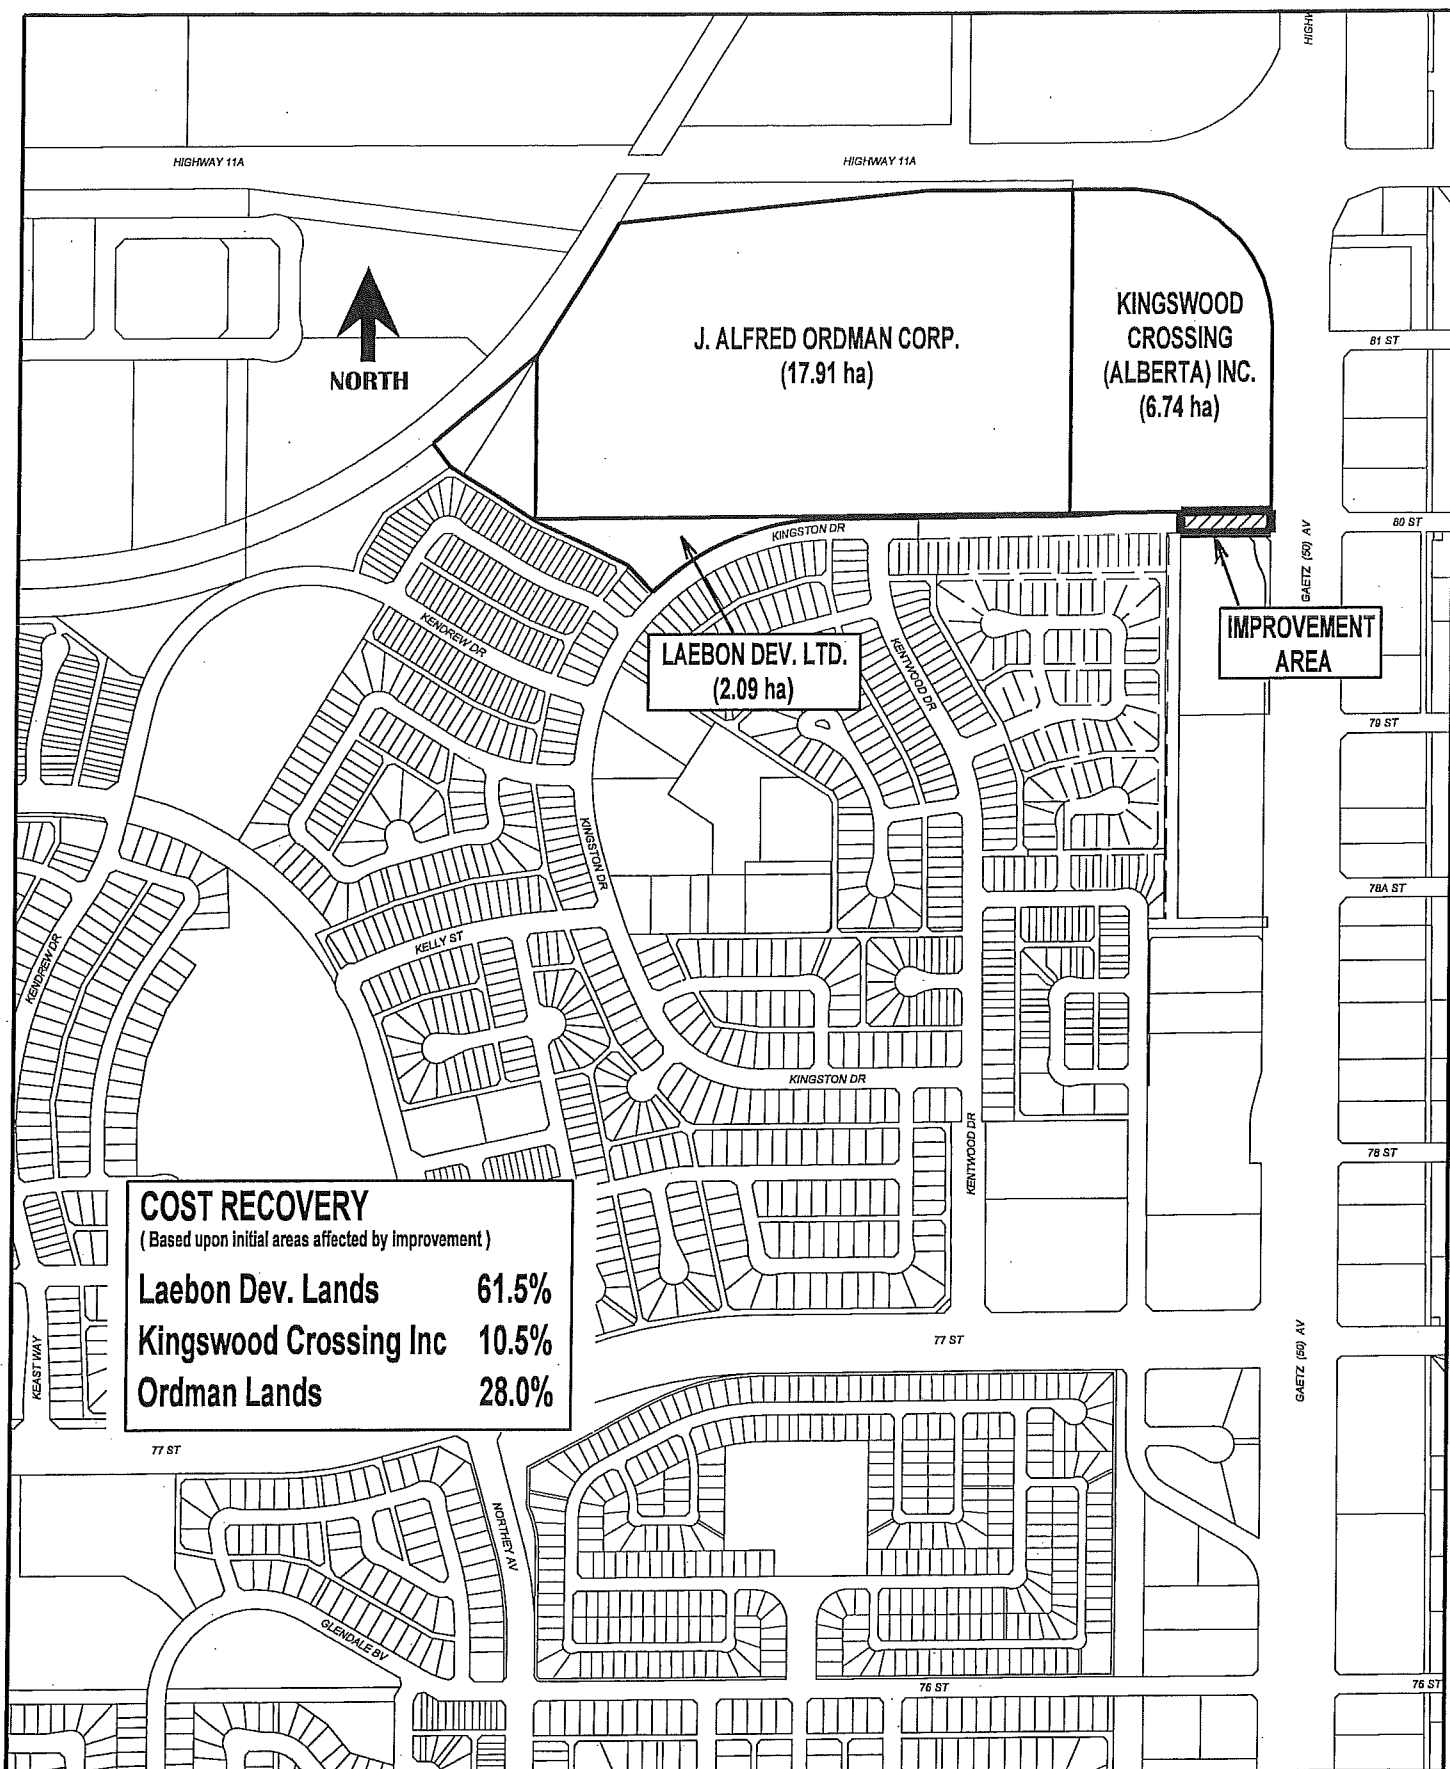 HIGHW
HIGHWAY 11A
HIGHWAY 11A
KINGSWOOD
CROSSING
(ALBERTA) INC.
(6.74 ha)
J. ALFRED ORDMAN CORP.
(17.91 ha)
NORTH
81 ST
80 ST
KINGSTON DR
GAETZ (50) AV
IMPROVEMENT
AREA
LAEBON DEV. LTD.
(2.09 ha)
KENDREW DR
KENTWOOD DR
79 ST
KINGSTON DR
78A ST
KELLY ST
KENDREW DR
KINGSTON DR
KENTWOOD DR
78 ST
COST RECOVERY
( Based upon initial areas affected by improvement )
Laebon Dev. Lands 61.5%
Kingswood Crossing Inc 10.5%
Ordman Lands 28.0%
KEAST WAY
77 ST
GAETZ (50) AV
77 ST
NORTHEY AV
GLENDALE BV
76 ST
76 ST